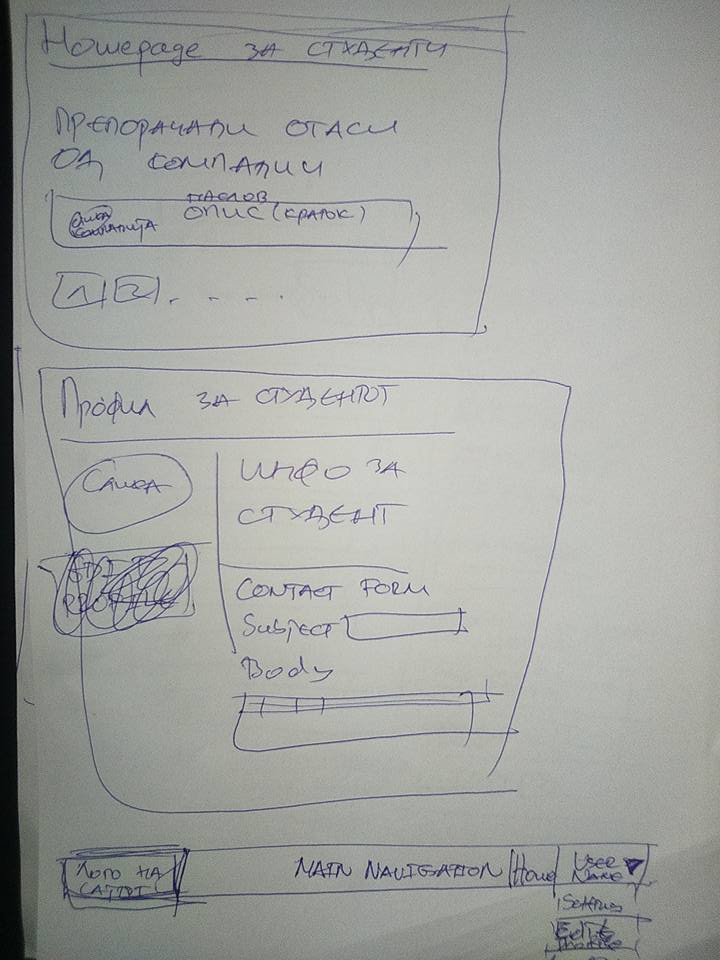 Homepage ЗА СТУДЕНТИ
ПРЕПОРАЧАНИ ОГЛАСИ
ОД КОМПАНИИ
НАСЛОВ
ОПИС (КРАТОК)
СЛИКА
КОМПАНИЈА
1 2 . . . .
Профил ЗА СТУДЕНТОТ
СЛИКА
ИНФО ЗА
СТУДЕНТ
EDIT
PROFILE
CONTACT FORM
Subject
Body
ЛОГО НА
САЈТОТ
MAIN NAVIGATION
Home
USER
NAME
Settings
Edit
Profile